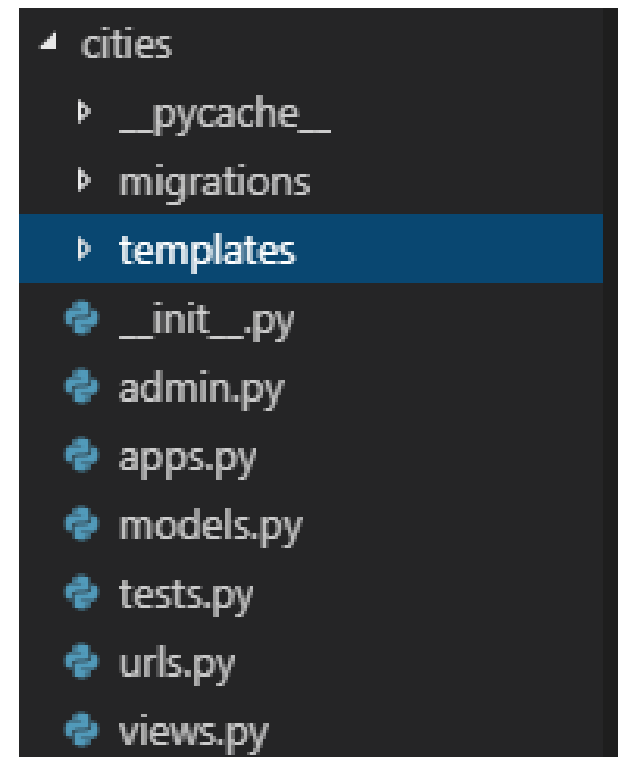 cities
__pycache__
migrations
templates
__init__.py
admin.py
apps.py
models.py
tests.py
urls.py
views.py